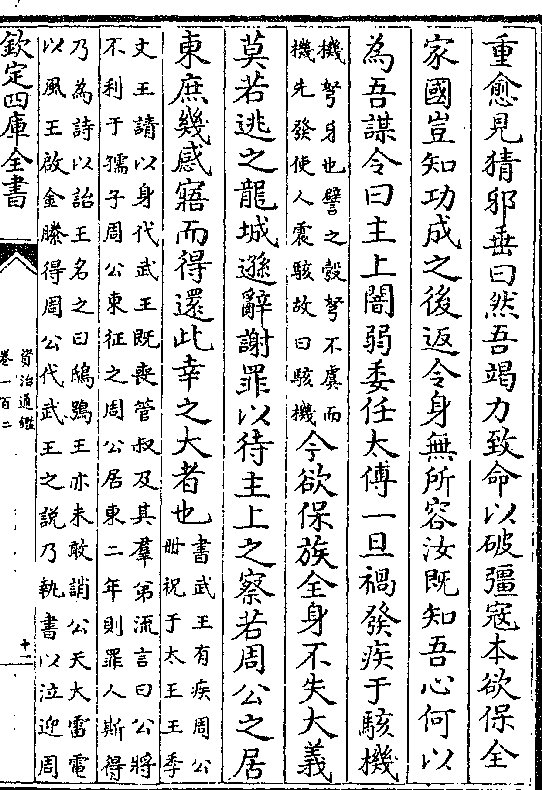 重愈見猜邪垂曰然吾竭力致命以破彊寇本欲保全
家國豈知功成之後返令身無所容汝既知吾心何以
為吾謀令曰主上闇弱委任太傅一旦禍發疾于駭機
機弩身也譬之彀弩不虞而
機先發使人震駭故曰駭機
今欲保族全身不失大義
莫若逃之龍城遜辭謝罪以待主上之察若周公之居
東庶幾感寤而得還此幸之大者也
書武王有疾周公
冊祝于太王王季
文王請以身代武王既喪管叔及其羣弟流言曰公將
不利于孺子周公東征之周公居東二年則罪人斯得
乃為詩以詒王名之曰鴟鴞王亦未敢誚公天大雷電
以風王啟金縢得周公代武王之說乃執書以泣迎周
欽定四庫全書
資治通鑑
卷一百二
十二